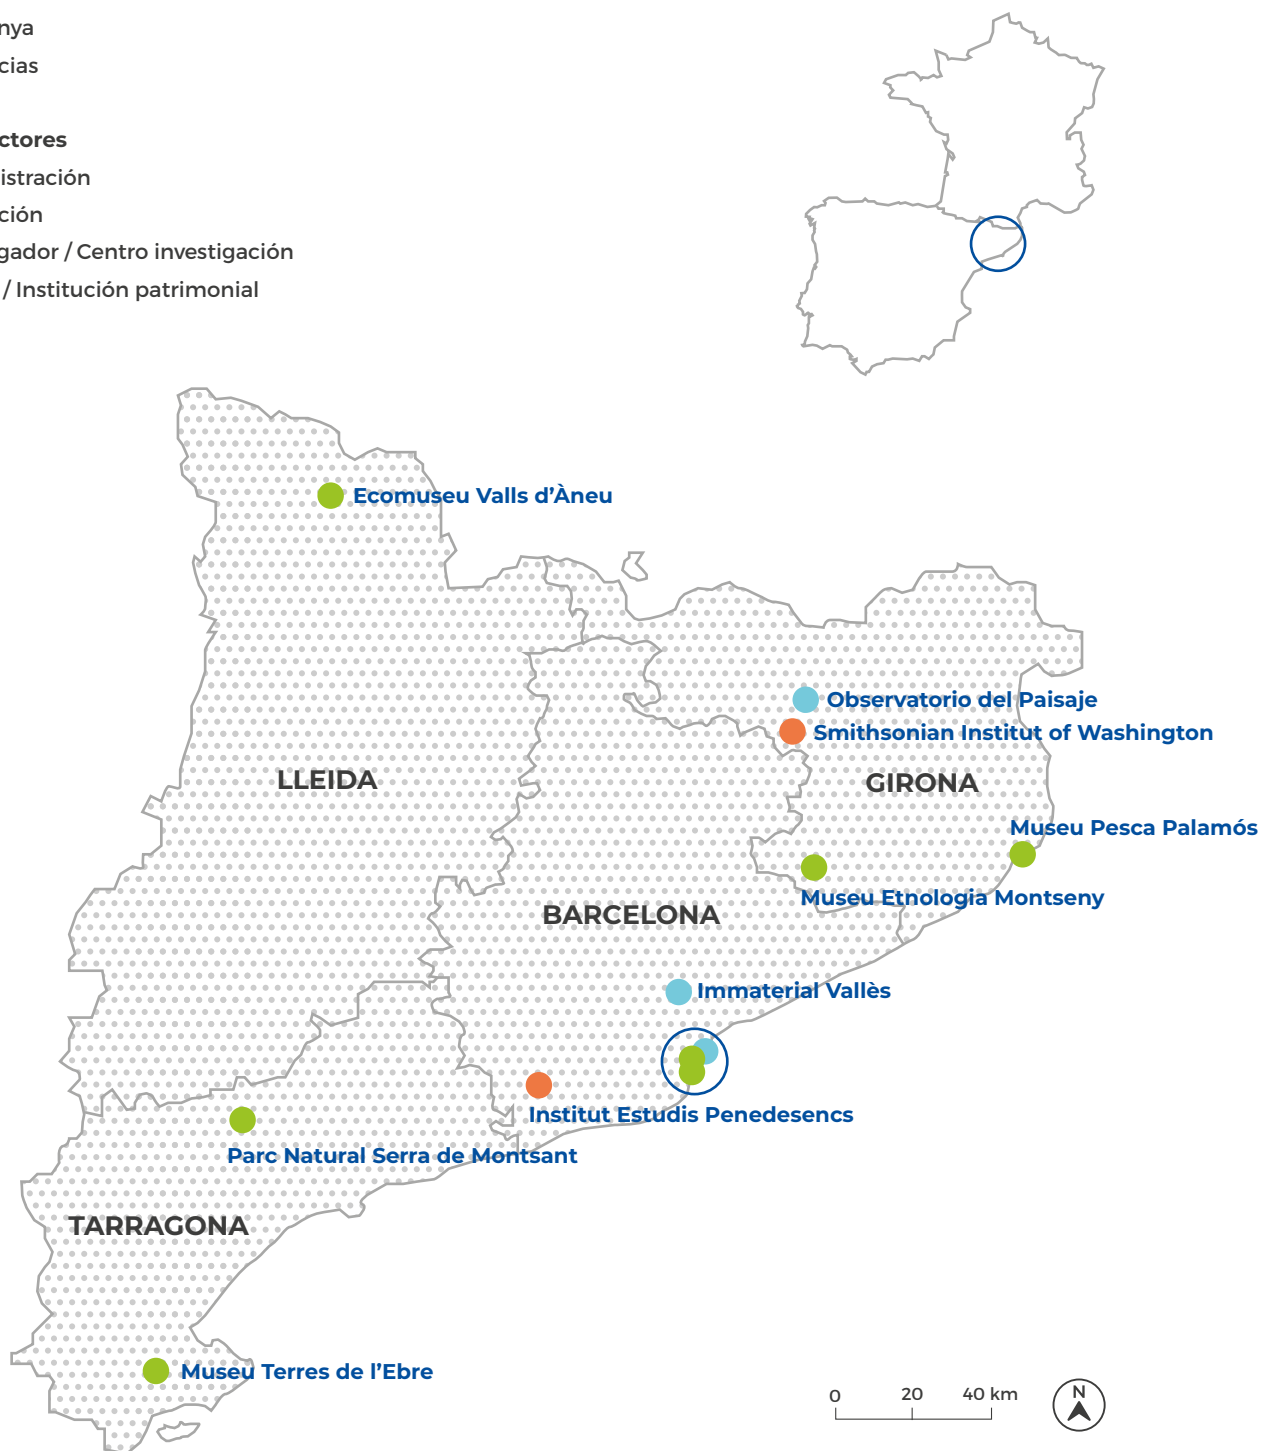 nya
cias
ctores
istración
ción
gador / Centro investigación
/ Institución patrimonial
Ecomuseu Valls d'Àneu
Observatorio del Paisaje
Smithsonian Institut of Washington
LLEIDA
GIRONA
Museu Pesca Palamós
Museu Etnologia Montseny
BARCELONA
Immaterial Vallès
Institut Estudis Penedesencs
Parc Natural Serra de Montsant
TARRAGONA
Museu Terres de l'Ebre
0 20 40 km
N